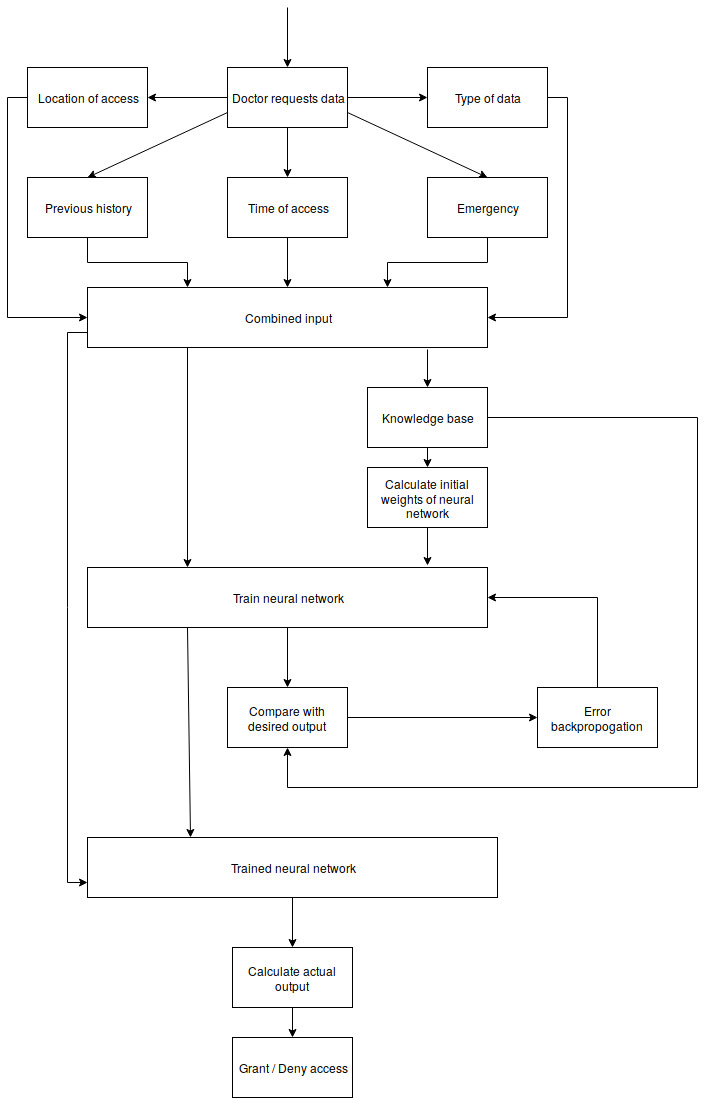 Location of access
Doctor requests data
Type of data
Previous history
Time of access
Emergency
Combined input
Knowledge base
Calculate initial
weights of neural
network
Train neural network
Compare with
desired output
Error
backpropogation
Trained neural network
Calculate actual
output
Grant / Deny access